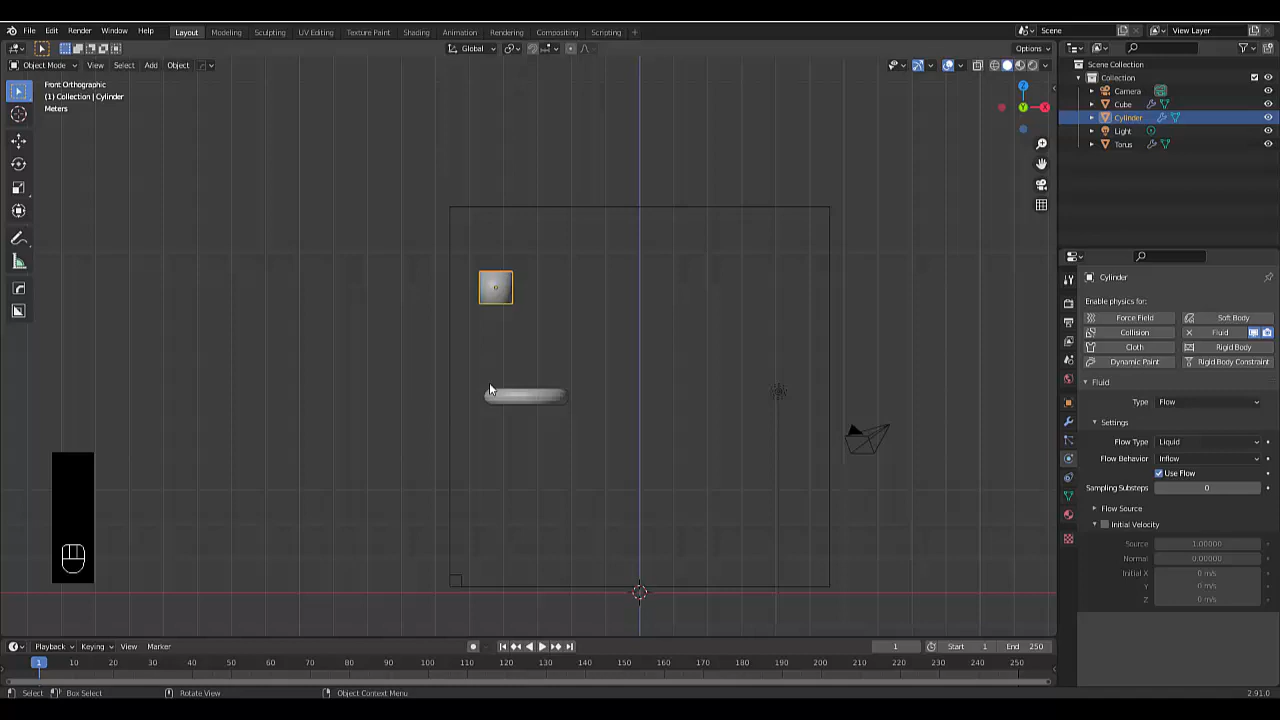 File Edit Render Window Help Layout Modeling Sculpting UV Editing Texture Paint Shading Animation Rendering Compositing Scripting + Scene View Layer
Global Options
Object Mode View Select Add Object
Front Orthographic
(1) Collection | Cylinder
Meters
Z
Y
X
Scene Collection
Collection
Camera
Cube
Cylinder
Light
Torus
Cylinder
Enable physics for:
Force Field Soft Body
Collision Fluid
Cloth Rigid Body
Dynamic Paint Rigid Body Constraint
Fluid
Type Flow
Settings
Flow Type Liquid
Flow Behavior Inflow
Use Flow
Sampling Substeps 0
Flow Source
Initial Velocity
Source 1.00000
Normal 0.00000
Initial X 0 m/s
Y 0 m/s
Z 0 m/s
Playback Keying View Marker 1 Start 1 End 250
1 10 20 30 40 50 60 70 80 90 100 110 120 130 140 150 160 170 180 190 200 210 220 230 240 250
Select Box Select Rotate View Object Context Menu 2.91.0